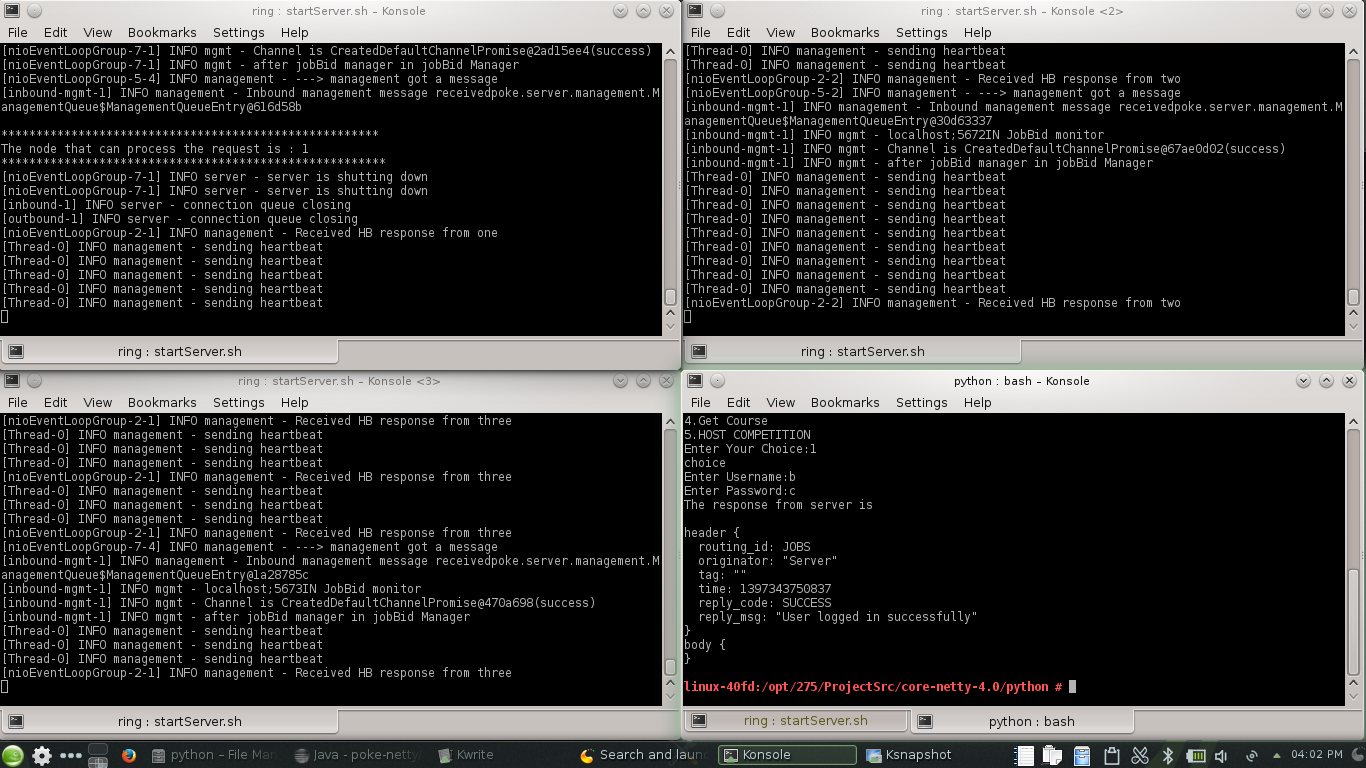 ring : startServer.sh – Konsole
File Edit View Bookmarks Settings Help
[nioEventLoopGroup-7-1] INFO mgmt - Channel is CreatedDefaultChannelPromise@2ad15ee4(success)
[nioEventLoopGroup-7-1] INFO mgmt - after jobBid manager in jobBid Manager
[nioEventLoopGroup-5-4] INFO management - ---> management got a message
[inbound-mgmt-1] INFO management - Inbound management message receivedpoke.server.management.M
anagementQueue$ManagementQueueEntry@616d58b
******************************************************
The node that can process the request is : 1
*******************************************************
[nioEventLoopGroup-7-1] INFO server - server is shutting down
[nioEventLoopGroup-7-1] INFO server - server is shutting down
[inbound-1] INFO server - connection queue closing
[outbound-1] INFO server - connection queue closing
[nioEventLoopGroup-2-1] INFO management - Received HB response from one
[Thread-0] INFO management - sending heartbeat
[Thread-0] INFO management - sending heartbeat
[Thread-0] INFO management - sending heartbeat
[Thread-0] INFO management - sending heartbeat
[Thread-0] INFO management - sending heartbeat
ring : startServer.sh
ring : startServer.sh – Konsole <2>
File Edit View Bookmarks Settings Help
[Thread-0] INFO management - sending heartbeat
[Thread-0] INFO management - sending heartbeat
[nioEventLoopGroup-2-2] INFO management - Received HB response from two
[nioEventLoopGroup-5-2] INFO management - ---> management got a message
[inbound-mgmt-1] INFO management - Inbound management message receivedpoke.server.management.M
anagementQueue$ManagementQueueEntry@30d63337
[inbound-mgmt-1] INFO mgmt - localhost;5672IN JobBid monitor
[inbound-mgmt-1] INFO mgmt - Channel is CreatedDefaultChannelPromise@67ae0d02(success)
[inbound-mgmt-1] INFO mgmt - after jobBid manager in jobBid Manager
[Thread-0] INFO management - sending heartbeat
[Thread-0] INFO management - sending heartbeat
[Thread-0] INFO management - sending heartbeat
[Thread-0] INFO management - sending heartbeat
[Thread-0] INFO management - sending heartbeat
[Thread-0] INFO management - sending heartbeat
[Thread-0] INFO management - sending heartbeat
[Thread-0] INFO management - sending heartbeat
[Thread-0] INFO management - sending heartbeat
[nioEventLoopGroup-2-2] INFO management - Received HB response from two
ring : startServer.sh
ring : startServer.sh – Konsole <3>
File Edit View Bookmarks Settings Help
[nioEventLoopGroup-2-1] INFO management - Received HB response from three
[Thread-0] INFO management - sending heartbeat
[Thread-0] INFO management - sending heartbeat
[Thread-0] INFO management - sending heartbeat
[nioEventLoopGroup-2-1] INFO management - Received HB response from three
[Thread-0] INFO management - sending heartbeat
[Thread-0] INFO management - sending heartbeat
[Thread-0] INFO management - sending heartbeat
[nioEventLoopGroup-2-1] INFO management - Received HB response from three
[nioEventLoopGroup-7-4] INFO management - ---> management got a message
[inbound-mgmt-1] INFO management - Inbound management message receivedpoke.server.management.M
anagementQueue$ManagementQueueEntry@1a28785c
[inbound-mgmt-1] INFO mgmt - localhost;5673IN JobBid monitor
[inbound-mgmt-1] INFO mgmt - Channel is CreatedDefaultChannelPromise@470a698(success)
[inbound-mgmt-1] INFO mgmt - after jobBid manager in jobBid Manager
[Thread-0] INFO management - sending heartbeat
[Thread-0] INFO management - sending heartbeat
[Thread-0] INFO management - sending heartbeat
[nioEventLoopGroup-2-1] INFO management - Received HB response from three
ring : startServer.sh
python : bash – Konsole
File Edit View Bookmarks Settings Help
4.Get Course
5.HOST COMPETITION
Enter Your Choice:1
choice
Enter Username:b
Enter Password:c
The response from server is
header {
routing_id: JOBS
originator: "Server"
tag: ""
time: 1397343750837
reply_code: SUCCESS
reply_msg: "User logged in successfully"
}
body {
}
linux-40fd:/opt/275/ProjectSrc/core-netty-4.0/python #
ring : startServer.sh python : bash
python – File Man Java - poke-netty Kwrite Search and laun Konsole Ksnapshot 04:02 PM